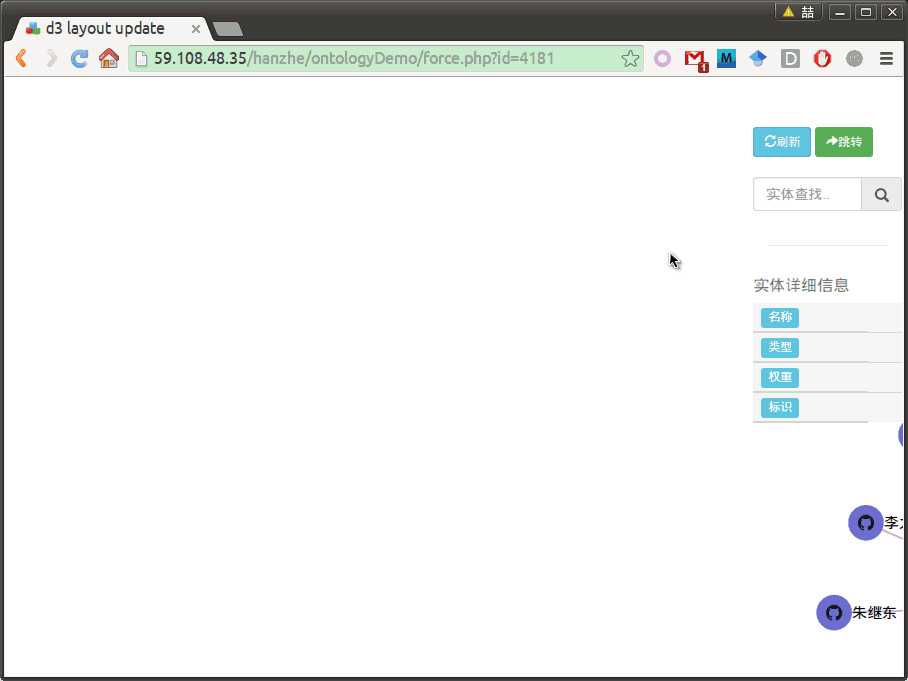 喆
d3 layout update
59.108.48.35/hanzhe/ontologyDemo/force.php?id=4181
1
M
D
刷新 跳转
实体查找..
实体详细信息
名称
类型
权重
标识
朱继东